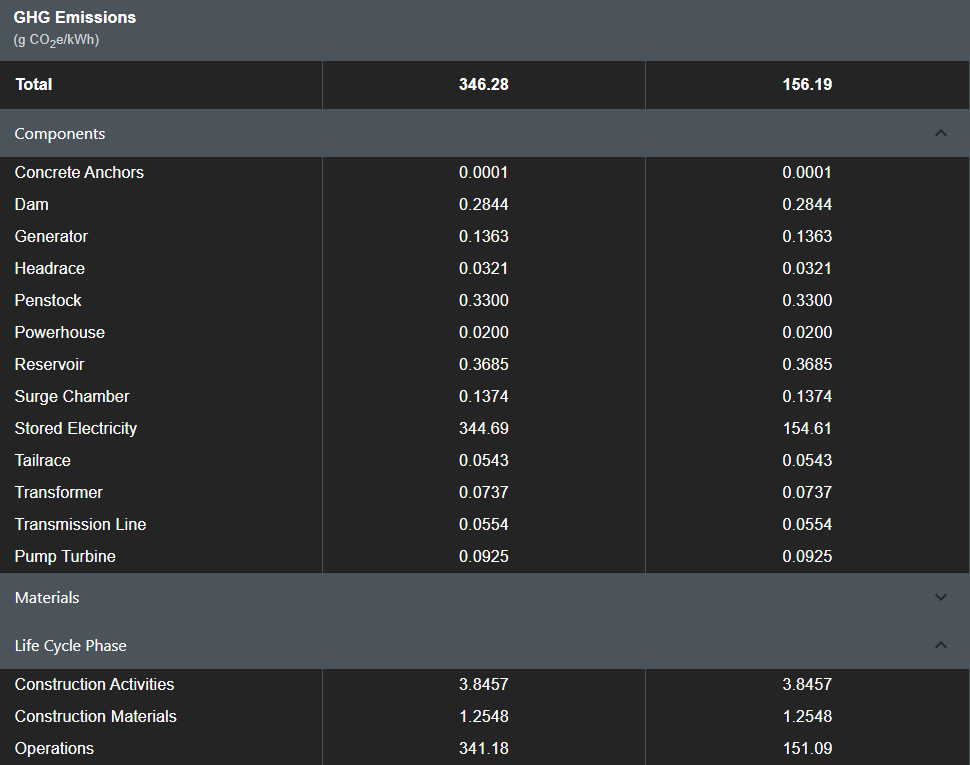 GHG Emissions
(g CO₂e/kWh)
Total 346.28 156.19
Components
Concrete Anchors 0.0001 0.0001
Dam 0.2844 0.2844
Generator 0.1363 0.1363
Headrace 0.0321 0.0321
Penstock 0.3300 0.3300
Powerhouse 0.0200 0.0200
Reservoir 0.3685 0.3685
Surge Chamber 0.1374 0.1374
Stored Electricity 344.69 154.61
Tailrace 0.0543 0.0543
Transformer 0.0737 0.0737
Transmission Line 0.0554 0.0554
Pump Turbine 0.0925 0.0925
Materials
Life Cycle Phase
Construction Activities 3.8457 3.8457
Construction Materials 1.2548 1.2548
Operations 341.18 151.09